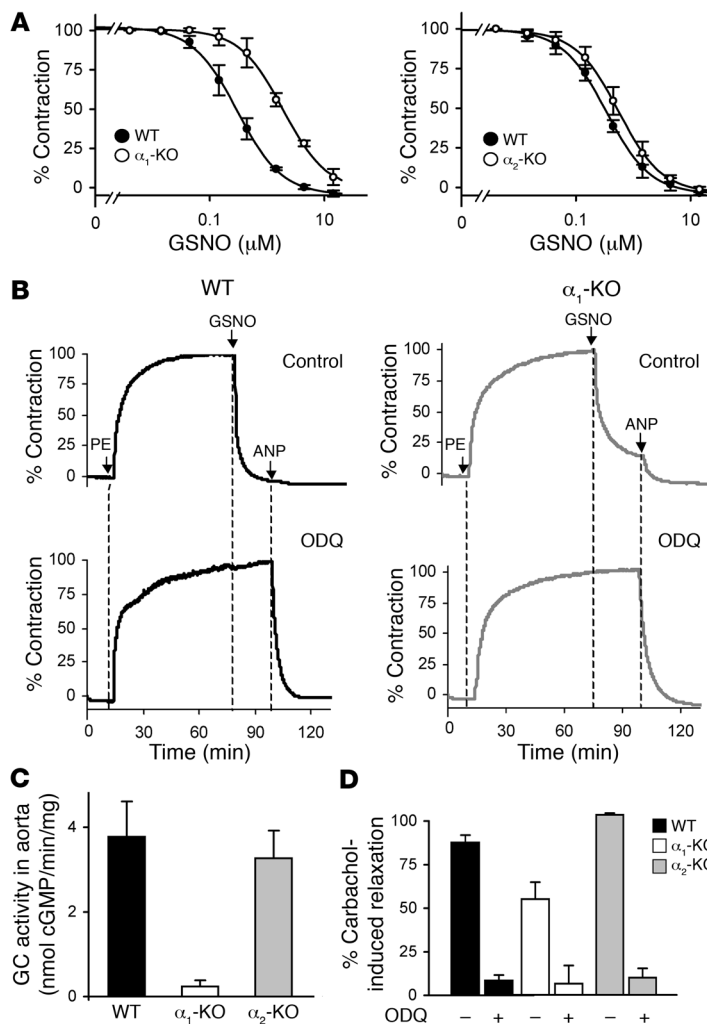 A
% Contraction
100
75
50
25
0
WT
α₁-KO
0
0.1
10
GSNO (μM)
% Contraction
100
75
50
25
0
WT
α₂-KO
0
0.1
10
GSNO (μM)
B
WT
GSNO
Control
% Contraction
100
75
50
25
0
PE
ANP
ODQ
% Contraction
100
75
50
25
0
0 30 60 90 120
Time (min)
α₁-KO
GSNO
Control
% Contraction
100
75
50
25
0
PE
ANP
ODQ
% Contraction
100
75
50
25
0
0 30 60 90 120
Time (min)
C
GC activity in aorta
(nmol cGMP/min/mg)
4
2
0
WT α₁-KO α₂-KO
D
% Carbachol-
induced relaxation
100
75
50
25
0
WT
α₁-KO
α₂-KO
ODQ – + – + – +